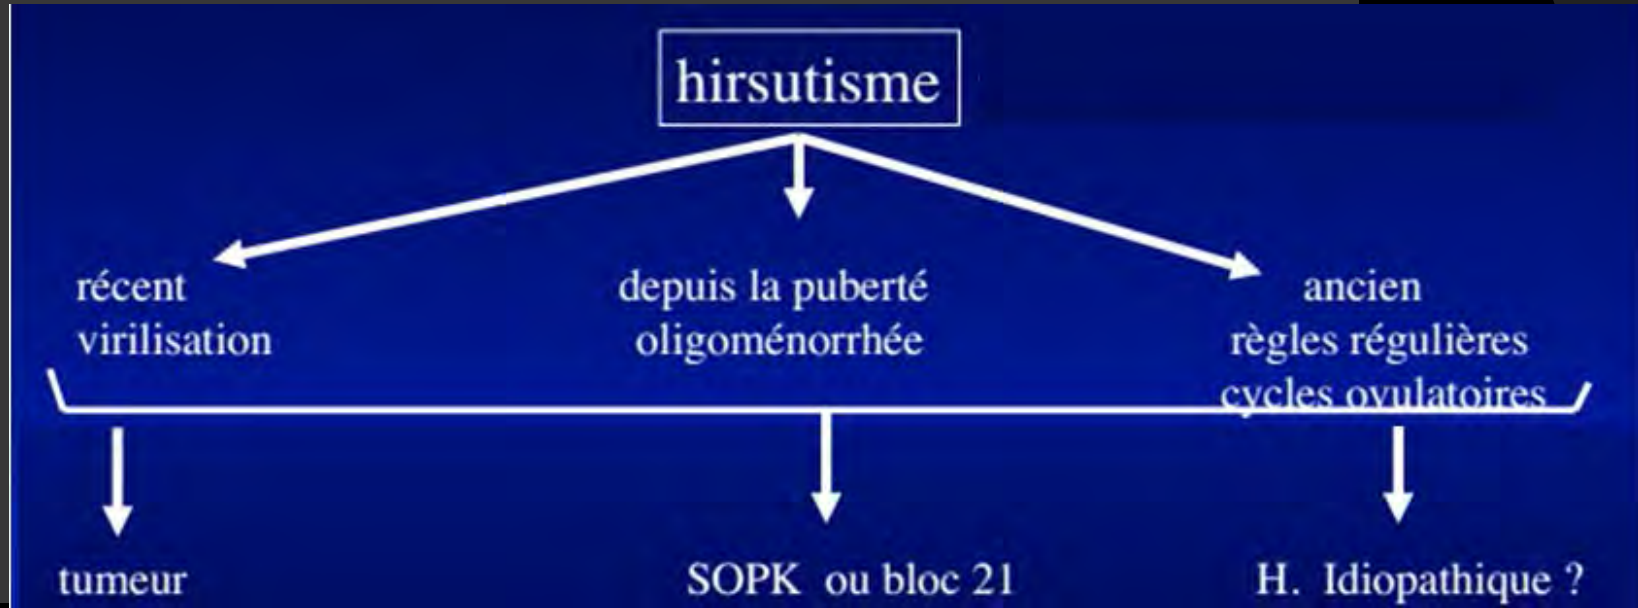 hirsutisme
récent
virilisation
depuis la puberté
oligoménorrhée
ancien
règles régulières
cycles ovulatoires
tumeur
SOPK ou bloc 21
H. Idiopathique ?